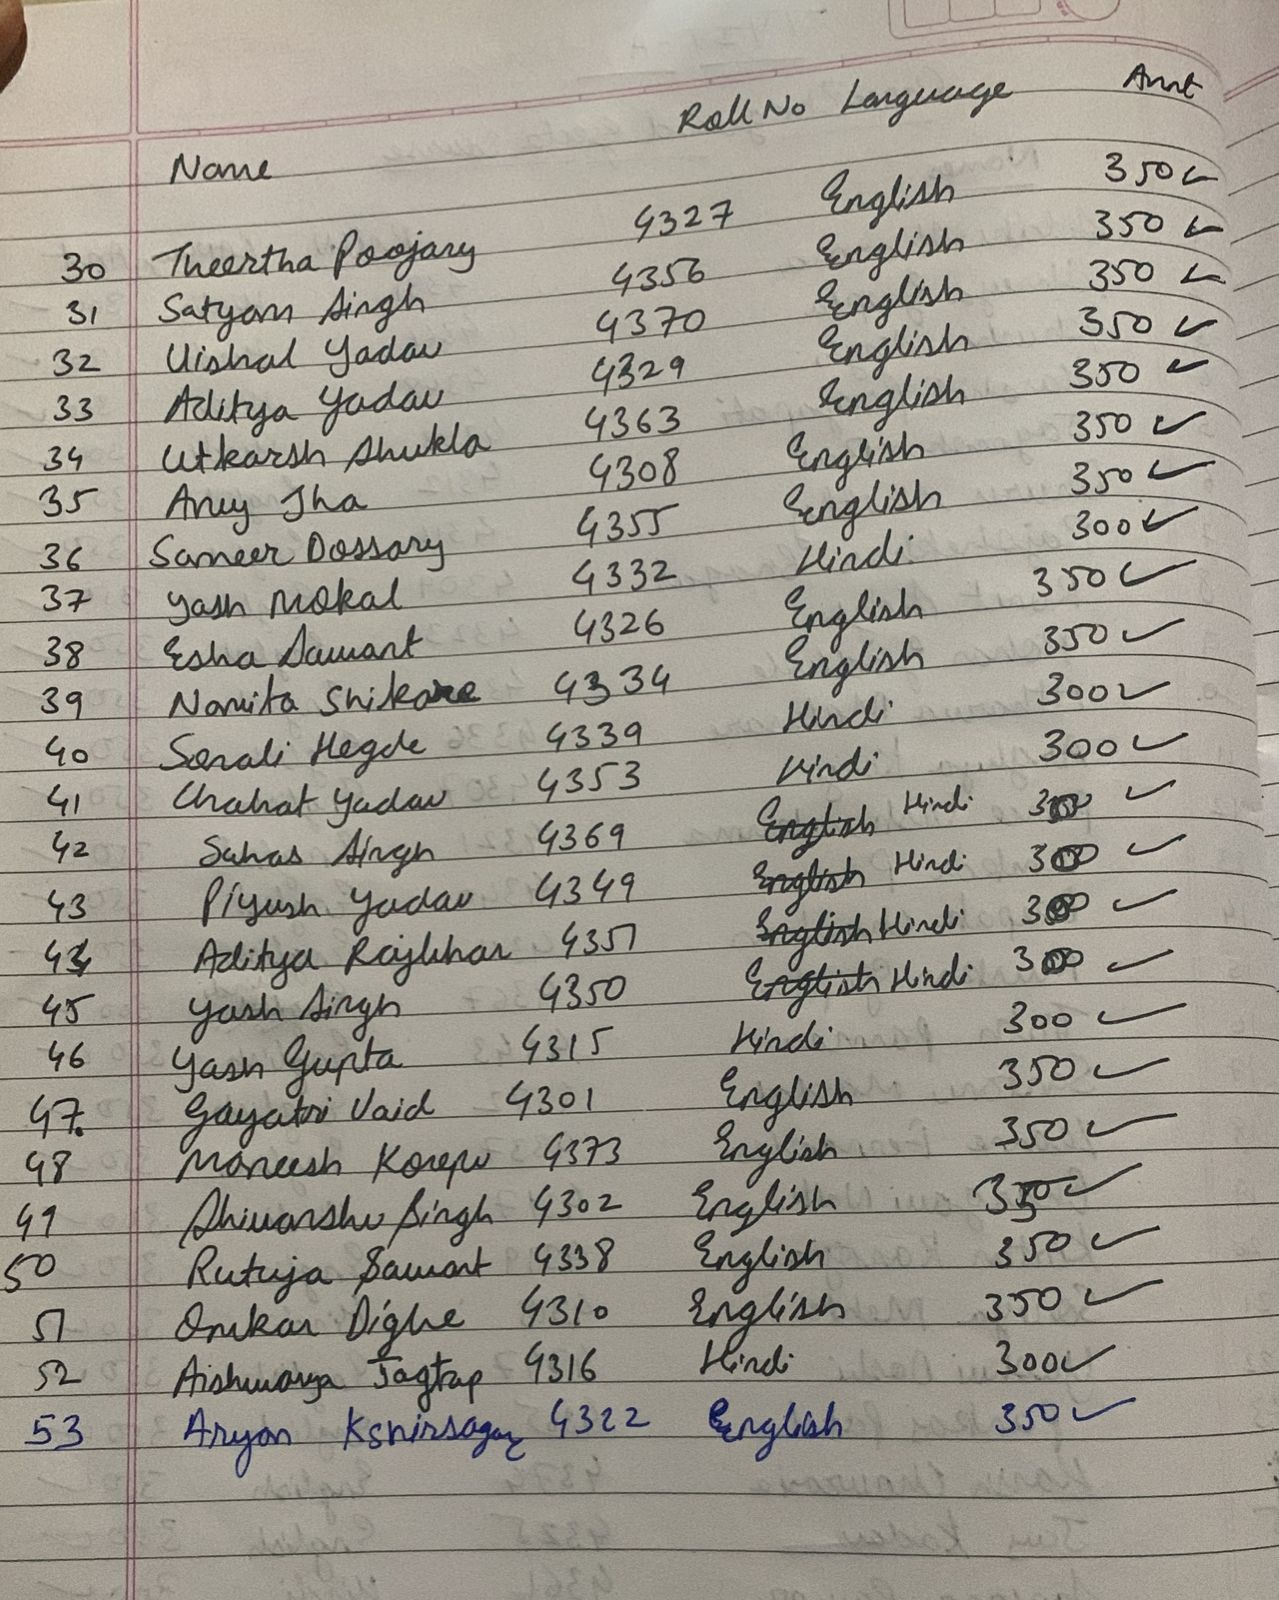 Name Roll No Language Amt
30 Theertha Poojary 4327 English 350 ✓
31 Satyam Singh 4356 English 350 ✓
32 Vishal Yadav 4370 English 350 ✓
33 Aditya Yadav 4329 English 350 ✓
34 Utkarsh Shukla 4363 English 350 ✓
35 Anuj Jha 4308 English 350 ✓
36 Sameer Dossary 4355 English 350 ✓
37 Yash Mokal 4332 Hindi 300 ✓
38 Esha Sawant 4326 English 350 ✓
39 Namita Shikare 4334 English 350 ✓
40 Sonali Hegde 4339 Hindi 300 ✓
41 Chahat Yadav 4353 Hindi 300 ✓
42 Sahas Singh 4369 English Hindi 300 ✓
43 Piyush Yadav 4349 English Hindi 300 ✓
44 Aditya Rajbhar 4351 English Hindi 300 ✓
45 Yash Singh 4350 English Hindi 300 ✓
46 Yash Gupta 4315 Hindi 300 ✓
47. Gayatri Vaid 4301 English 350 ✓
48 Maneesh 4373 English 350 ✓
49 Shivanshu Singh 4302 English 350 ✓
50 Rutuja Sawant 4338 English 350 ✓
51 Omkar Dighe 4310 English 350 ✓
52 Aishwarya Jagtap 4316 Hindi 300 ✓
53 Aryan Kshirsagar 4322 English 350 ✓